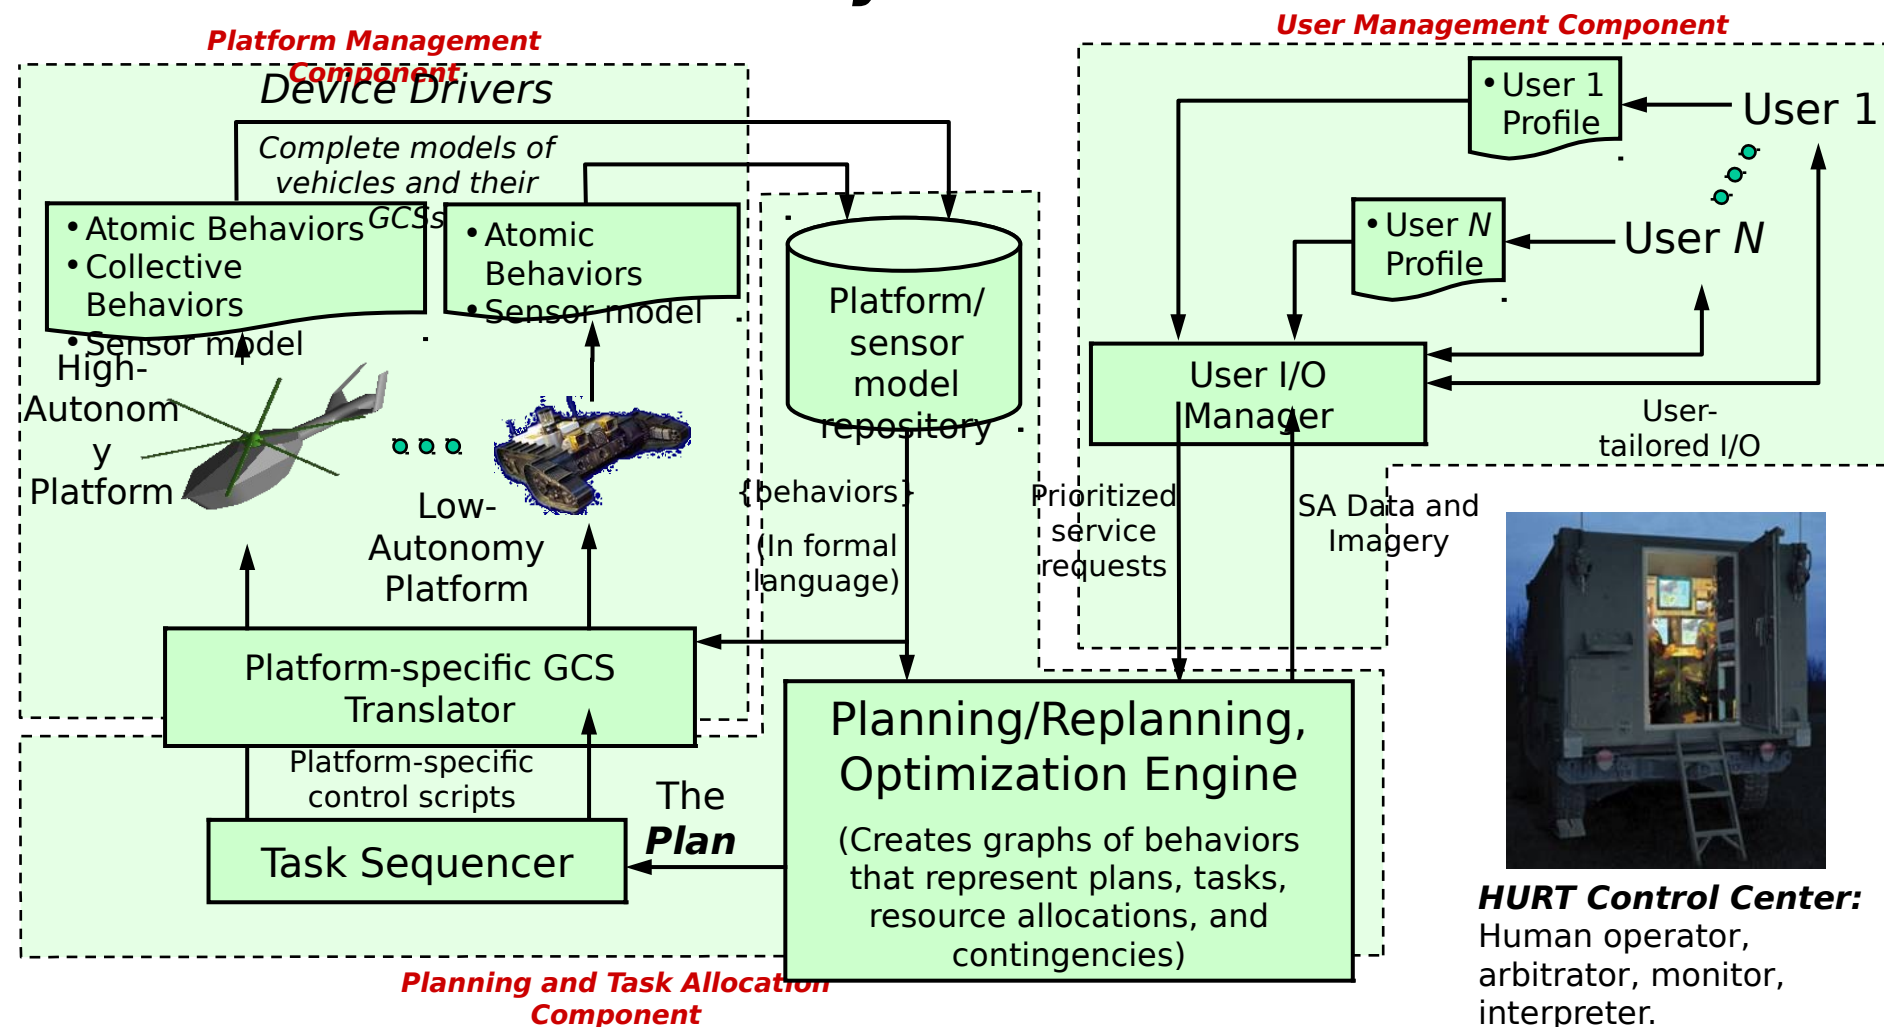 Platform Management
Component
Device Drivers
Complete models of
vehicles and their
GCSs
• Atomic Behaviors
• Collective
Behaviors
• Sensor model
• Atomic
Behaviors
• Sensor model
High-
Autonom
y
Platform
Low-
Autonomy
Platform
Platform/
sensor
model
repository
{behaviors}
(In formal
language)
Platform-specific GCS
Translator
Platform-specific
control scripts
Task Sequencer
The
Plan
Planning/Replanning,
Optimization Engine
(Creates graphs of behaviors
that represent plans, tasks,
resource allocations, and
contingencies)
Planning and Task Allocation
Component
User Management Component
• User 1
Profile
User 1
• User N
Profile
User N
User I/O
Manager
User-
tailored I/O
Prioritized
service
requests
SA Data and
Imagery
HURT Control Center:
Human operator,
arbitrator, monitor,
interpreter.